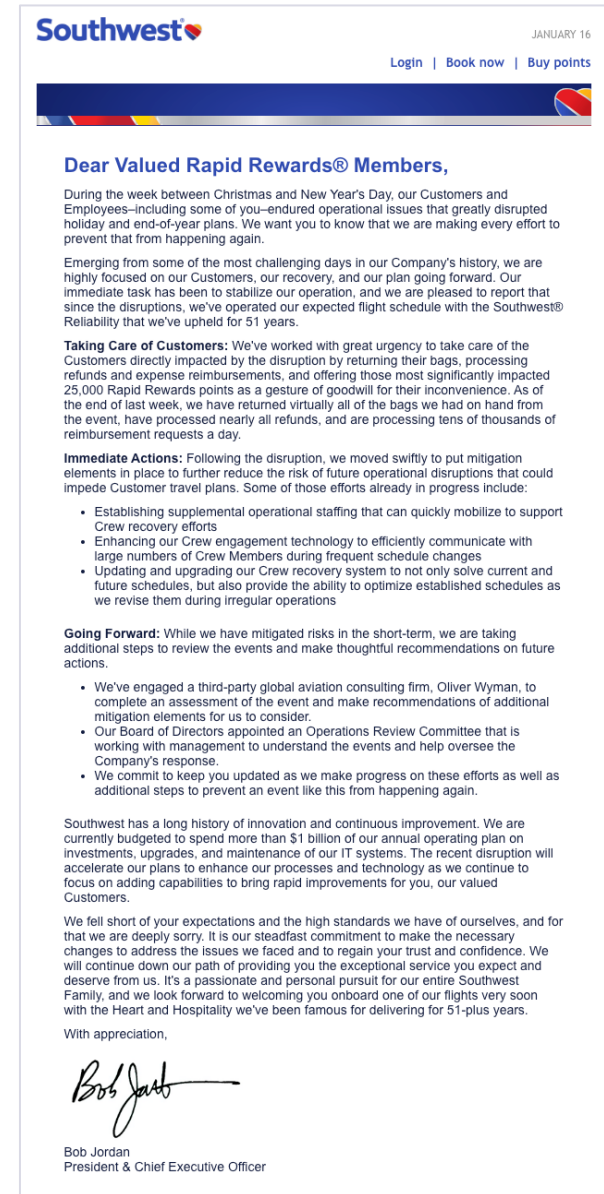 Southwest®
JANUARY 16
Login | Book now | Buy points
Dear Valued Rapid Rewards® Members,
During the week between Christmas and New Year's Day, our Customers and
Employees–including some of you–endured operational issues that greatly disrupted
holiday and end-of-year plans. We want you to know that we are making every effort to
prevent that from happening again.
Emerging from some of the most challenging days in our Company's history, we are
highly focused on our Customers, our recovery, and our plan going forward. Our
immediate task has been to stabilize our operation, and we are pleased to report that
since the disruptions, we've operated our expected flight schedule with the Southwest®
Reliability that we've upheld for 51 years.
Taking Care of Customers: We've worked with great urgency to take care of the
Customers directly impacted by the disruption by returning their bags, processing
refunds and expense reimbursements, and offering those most significantly impacted
25,000 Rapid Rewards points as a gesture of goodwill for their inconvenience. As of
the end of last week, we have returned virtually all of the bags we had on hand from
the event, have processed nearly all refunds, and are processing tens of thousands of
reimbursement requests a day.
Immediate Actions: Following the disruption, we moved swiftly to put mitigation
elements in place to further reduce the risk of future operational disruptions that could
impede Customer travel plans. Some of those efforts already in progress include:
• Establishing supplemental operational staffing that can quickly mobilize to support
Crew recovery efforts
• Enhancing our Crew engagement technology to efficiently communicate with
large numbers of Crew Members during frequent schedule changes
• Updating and upgrading our Crew recovery system to not only solve current and
future schedules, but also provide the ability to optimize established schedules as
we revise them during irregular operations
Going Forward: While we have mitigated risks in the short-term, we are taking
additional steps to review the events and make thoughtful recommendations on future
actions.
• We've engaged a third-party global aviation consulting firm, Oliver Wyman, to
complete an assessment of the event and make recommendations of additional
mitigation elements for us to consider.
• Our Board of Directors appointed an Operations Review Committee that is
working with management to understand the events and help oversee the
Company's response.
• We commit to keep you updated as we make progress on these efforts as well as
additional steps to prevent an event like this from happening again.
Southwest has a long history of innovation and continuous improvement. We are
currently budgeted to spend more than $1 billion of our annual operating plan on
investments, upgrades, and maintenance of our IT systems. The recent disruption will
accelerate our plans to enhance our processes and technology as we continue to
focus on adding capabilities to bring rapid improvements for you, our valued
Customers.
We fell short of your expectations and the high standards we have of ourselves, and for
that we are deeply sorry. It is our steadfast commitment to make the necessary
changes to address the issues we faced and to regain your trust and confidence. We
will continue down our path of providing you the exceptional service you expect and
deserve from us. It's a passionate and personal pursuit for our entire Southwest
Family, and we look forward to welcoming you onboard one of our flights very soon
with the Heart and Hospitality we've been famous for delivering for 51-plus years.
With appreciation,
Bob Jordan
President & Chief Executive Officer